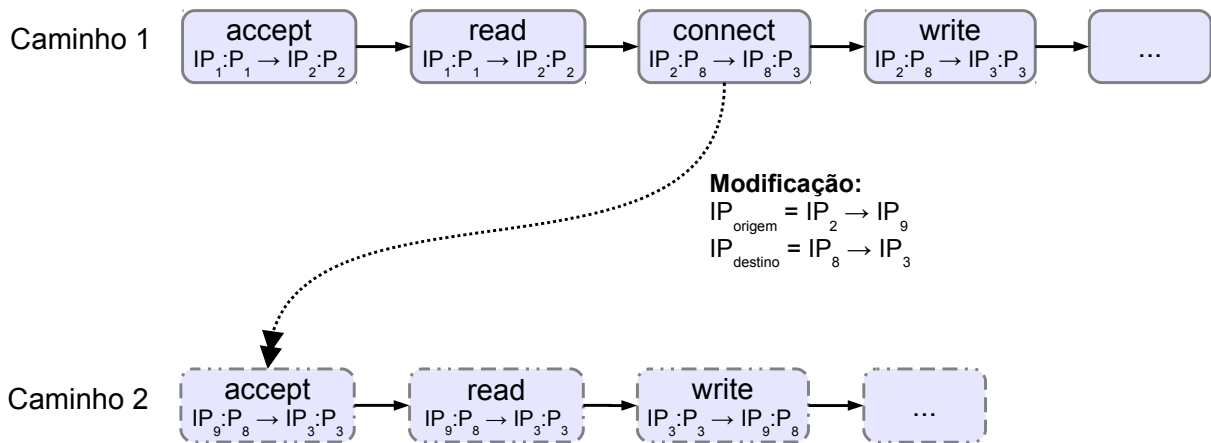 Caminho 1
accept
IP₁:P₁ → IP₂:P₂
read
IP₁:P₁ → IP₂:P₂
connect
IP₂:P₈ → IP₈:P₃
write
IP₂:P₈ → IP₃:P₃
...
Modificação:
IP_origem = IP₂ → IP₉
IP_destino = IP₈ → IP₃
Caminho 2
accept
IP₉:P₈ → IP₃:P₃
read
IP₉:P₈ → IP₃:P₃
write
IP₃:P₃ → IP₉:P₈
...